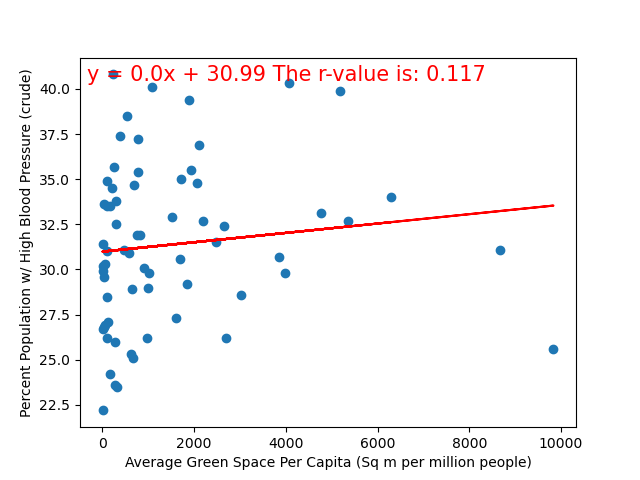 y = 0.0x + 30.99 The r-value is: 0.117
40.0
37.5
35.0
32.5
30.0
27.5
25.0
22.5
Percent Population w/ High Blood Pressure (crude)
0 2000 4000 6000 8000 10000
Average Green Space Per Capita (Sq m per million people)